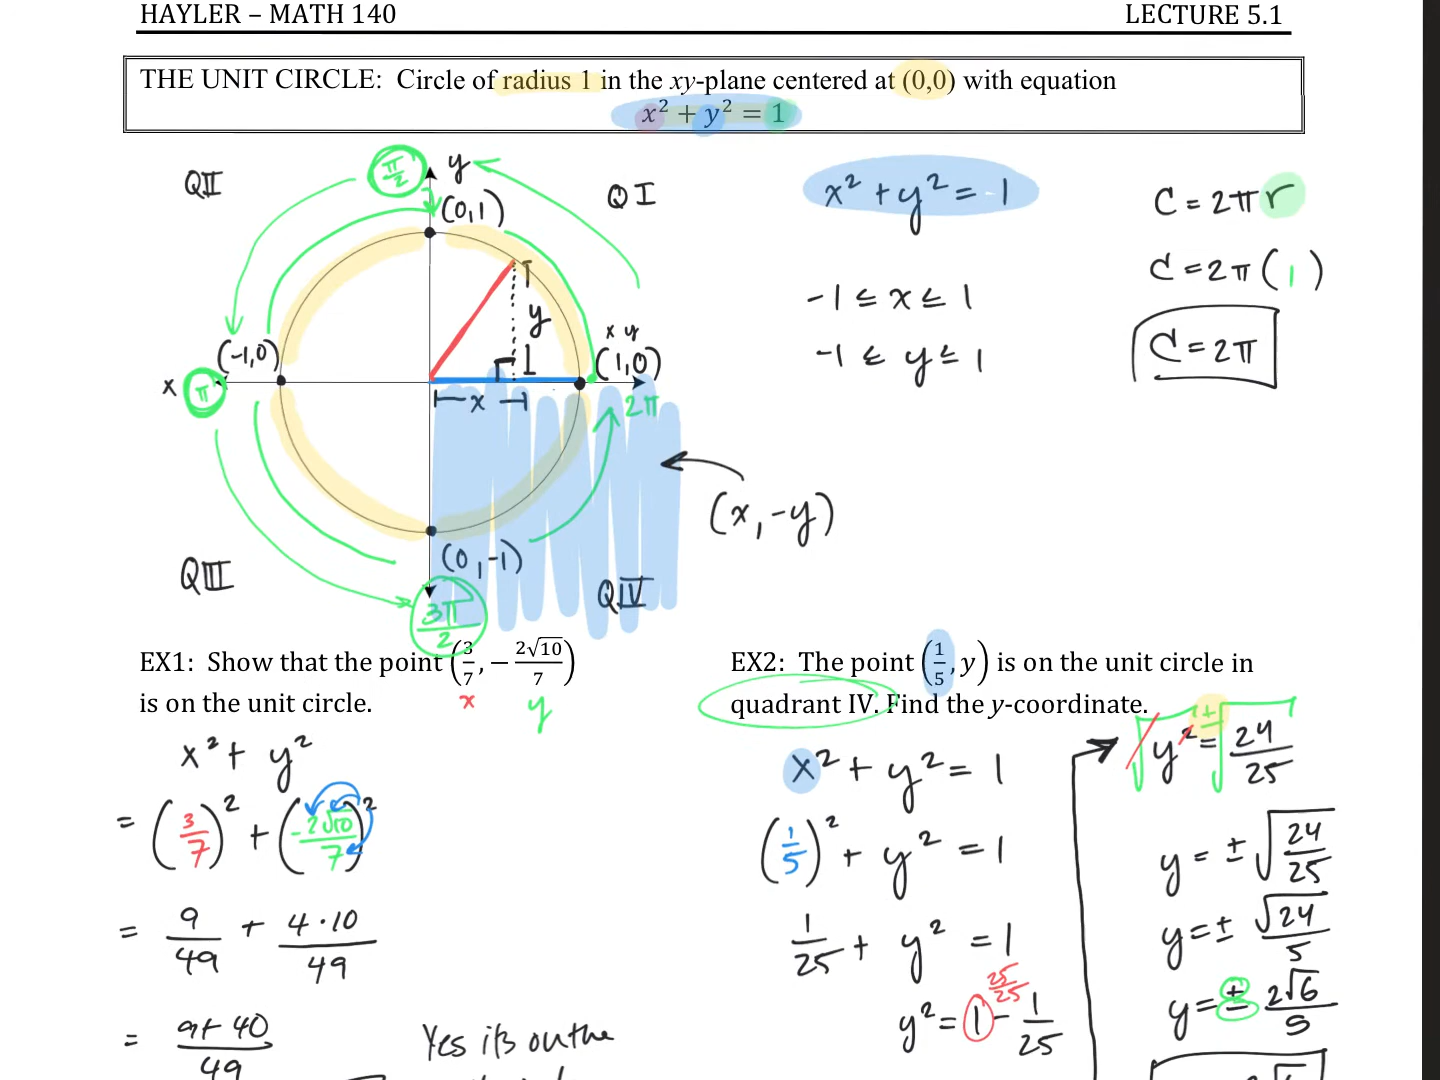 HAYLER – MATH 140 LECTURE 5.1
THE UNIT CIRCLE: Circle of radius 1 in the xy-plane centered at (0,0) with equation
x² + y² = 1
QII
π/2
y
QI
(0,1)
1
y
x y
(-1,0)
(1,0)
x
π
x
2π
(x, -y)
(0, -1)
QIII
3π/2
QIV
x² + y² = 1
-1 ≤ x ≤ 1
-1 ≤ y ≤ 1
C = 2πr
C = 2π(1)
C = 2π
EX1: Show that the point (3/7, −2√10/7)
is on the unit circle.
x y
x² + y²
= (3/7)² + (-2√10/7)²
= 9/49 + 4·10/49
= 9+40/49
Yes it's on the
EX2: The point (1/5, y) is on the unit circle in
quadrant IV. Find the y-coordinate.
x² + y² = 1
(1/5)² + y² = 1
1/25 + y² = 1
25/25
y² = 1 - 1/25
√y² = ±√24/25
y = ±√24/25
y = ± √24/5
y = ± 2√6/5